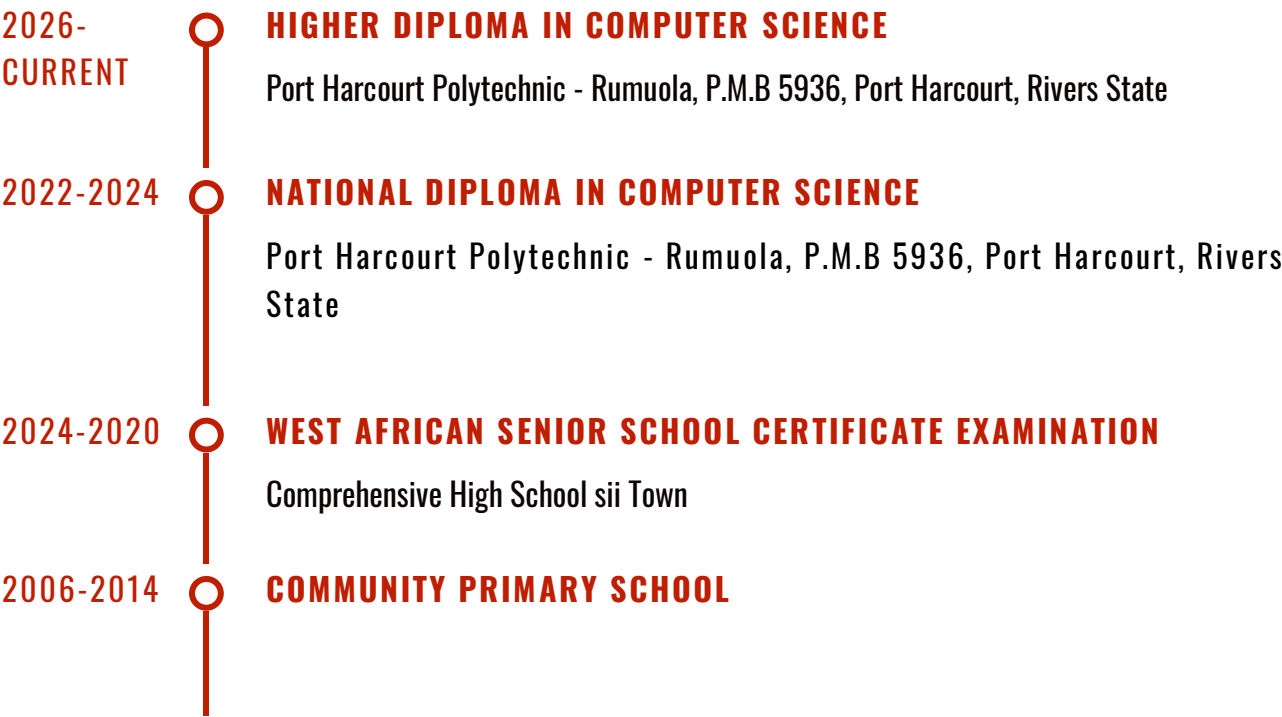 2026-
CURRENT
HIGHER DIPLOMA IN COMPUTER SCIENCE
Port Harcourt Polytechnic - Rumuola, P.M.B 5936, Port Harcourt, Rivers State
2022-2024
NATIONAL DIPLOMA IN COMPUTER SCIENCE
Port Harcourt Polytechnic - Rumuola, P.M.B 5936, Port Harcourt, Rivers
State
2024-2020
WEST AFRICAN SENIOR SCHOOL CERTIFICATE EXAMINATION
Comprehensive High School sii Town
2006-2014
COMMUNITY PRIMARY SCHOOL